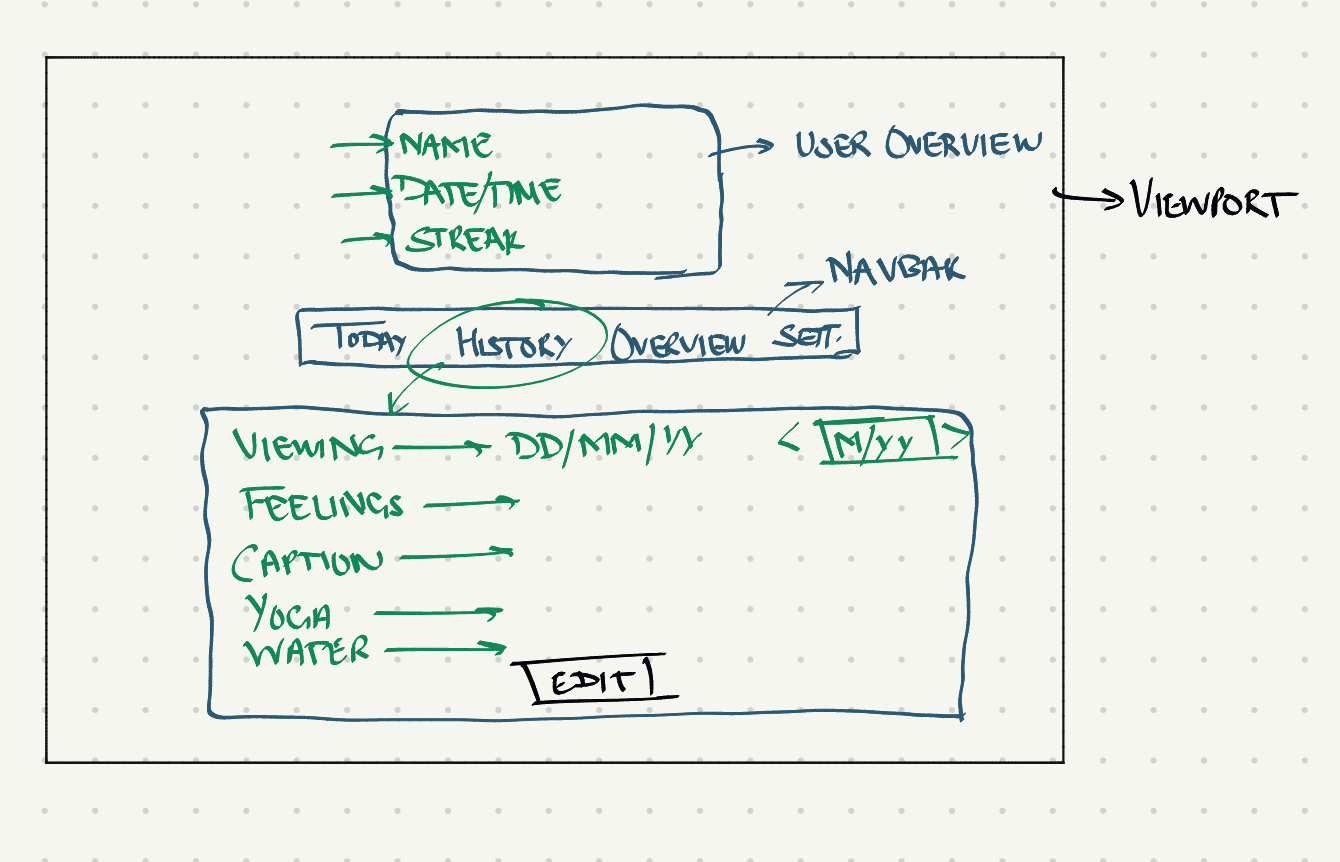 NAME
USER OVERVIEW
DATE/TIME
VIEWPORT
STREAK
NAVBAR
TODAY HISTORY OVERVIEW SETT.
VIEWING DD/MM/YY < M/YY >
FEELINGS
CAPTION
YOGA
WATER
EDIT